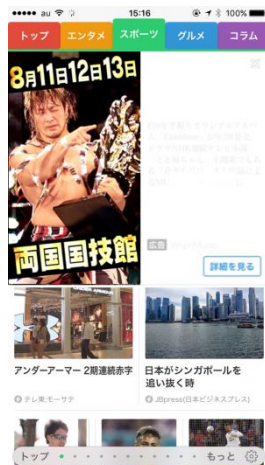 au 15:16 100%
トップ エンタメ スポーツ グルメ コラム
8月11日12日13日
両国国技館
広告
詳細を見る
アンダーアーマー 2期連続赤字
テレ東:モーサテ
日本がシンガポールを
追い抜く時
JBpress(日本ビジネスプレス)
トップ もっと